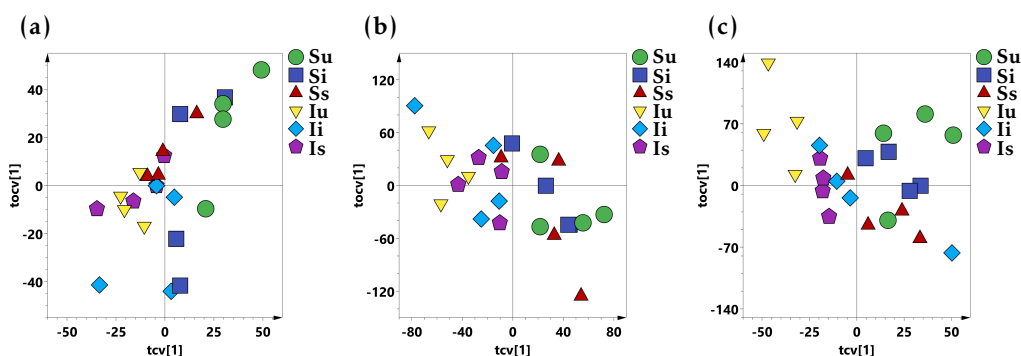 (a)
tocv[1]
40
20
0
-20
-40
-50
-25
0
25
50
tcv[1]
Su
Si
Ss
Iu
Ii
Is
(b)
tocv[1]
120
60
0
-60
-120
-80
-40
0
40
80
tcv[1]
Su
Si
Ss
Iu
Ii
Is
(c)
tocv[1]
140
70
0
-70
-140
-50
-25
0
25
50
tcv[1]
Su
Si
Ss
Iu
Ii
Is